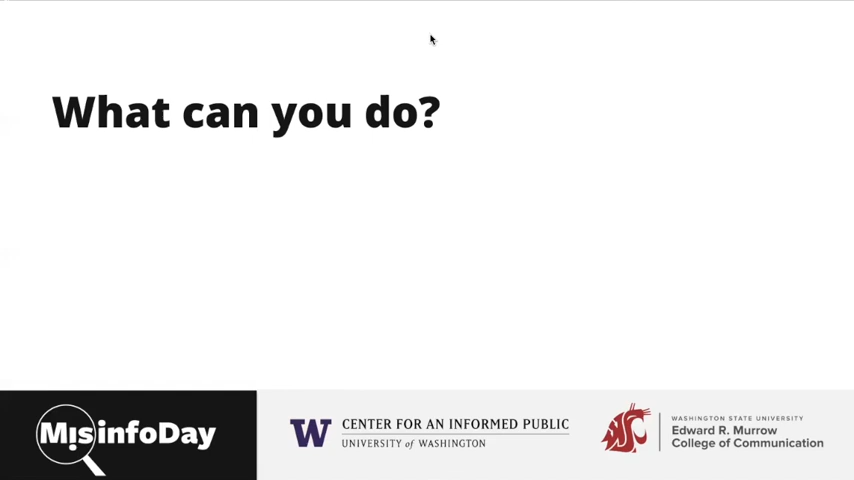 What can you do?
MisinfoDay
W
CENTER FOR AN INFORMED PUBLIC
UNIVERSITY of WASHINGTON
WASHINGTON STATE UNIVERSITY
Edward R. Murrow
College of Communication